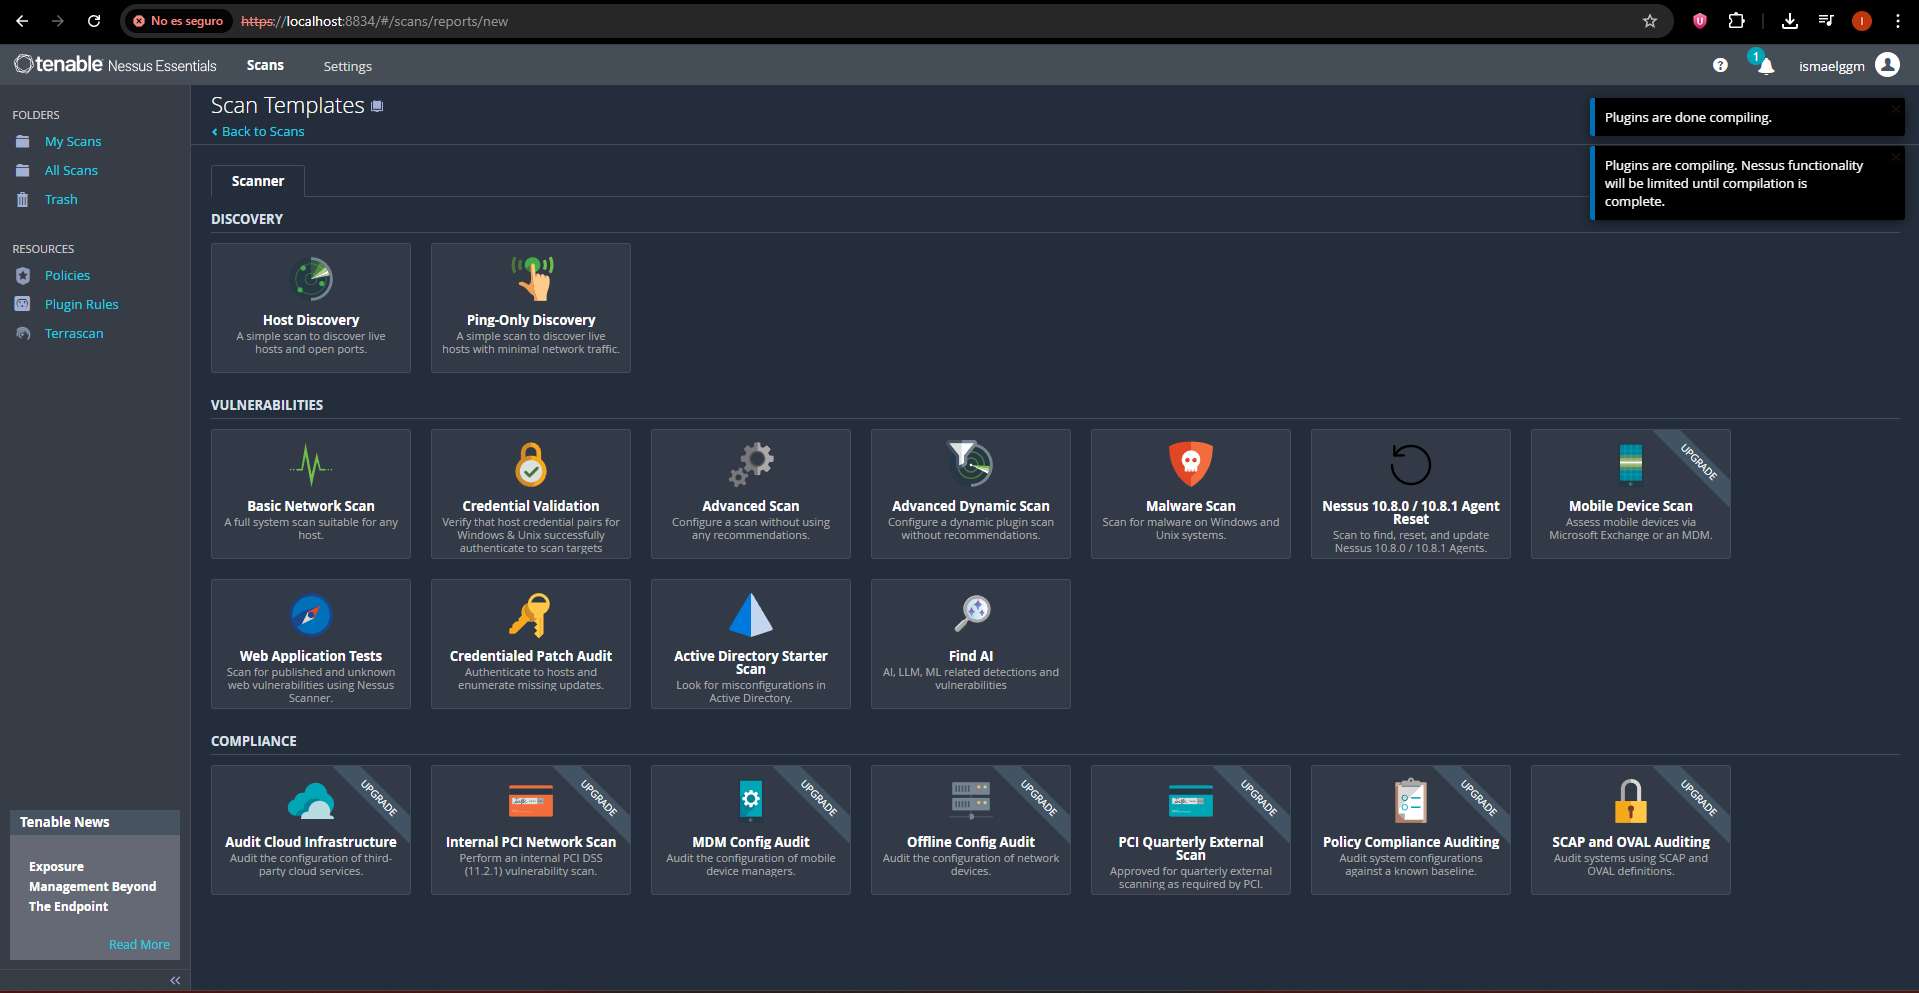 No es seguro
https://localhost:8834/#/scans/reports/new
I
tenable Nessus Essentials
Scans
Settings
?
1
ismaelggm
FOLDERS
My Scans
All Scans
Trash
RESOURCES
Policies
Plugin Rules
Terrascan
Tenable News
Exposure
Management Beyond
The Endpoint
Read More
Scan Templates
Back to Scans
Plugins are done compiling.
Plugins are compiling. Nessus functionality
will be limited until compilation is
complete.
Scanner
DISCOVERY
Host Discovery
A simple scan to discover live
hosts and open ports.
Ping-Only Discovery
A simple scan to discover live
hosts with minimal network traffic.
VULNERABILITIES
Basic Network Scan
A full system scan suitable for any
host.
Credential Validation
Verify that host credential pairs for
Windows & Unix successfully
authenticate to scan targets
Advanced Scan
Configure a scan without using
any recommendations.
Advanced Dynamic Scan
Configure a dynamic plugin scan
without recommendations.
Malware Scan
Scan for malware on Windows and
Unix systems.
Nessus 10.8.0 / 10.8.1 Agent
Reset
Scan to find, reset, and update
Nessus 10.8.0 / 10.8.1 Agents.
UPGRADE
Mobile Device Scan
Assess mobile devices via
Microsoft Exchange or an MDM.
Web Application Tests
Scan for published and unknown
web vulnerabilities using Nessus
Scanner.
Credentialed Patch Audit
Authenticate to hosts and
enumerate missing updates.
Active Directory Starter
Scan
Look for misconfigurations in
Active Directory.
Find AI
AI, LLM, ML related detections and
vulnerabilities
COMPLIANCE
UPGRADE
Audit Cloud Infrastructure
Audit the configuration of third-
party cloud services.
UPGRADE
Internal PCI Network Scan
Perform an internal PCI DSS
(11.2.1) vulnerability scan.
UPGRADE
MDM Config Audit
Audit the configuration of mobile
device managers.
UPGRADE
Offline Config Audit
Audit the configuration of network
devices.
UPGRADE
PCI Quarterly External
Scan
Approved for quarterly external
scanning as required by PCI.
UPGRADE
Policy Compliance Auditing
Audit system configurations
against a known baseline.
UPGRADE
SCAP and OVAL Auditing
Audit systems using SCAP and
OVAL definitions.